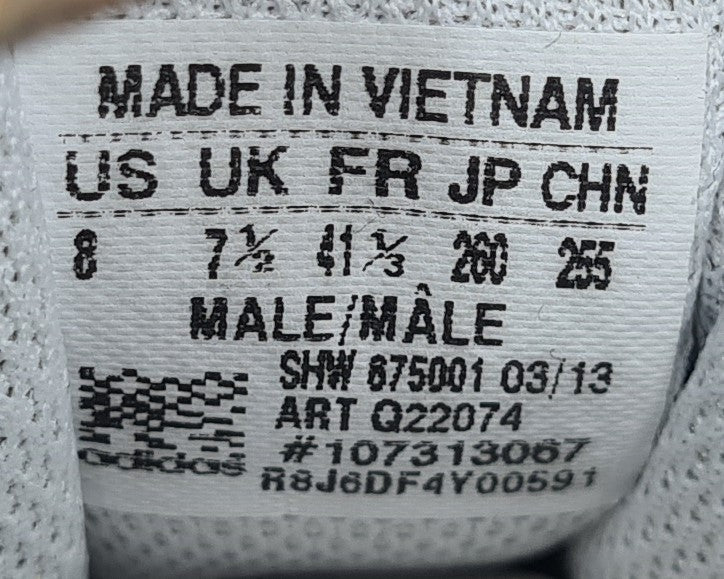 MADE IN VIETNAM
US UK FR JP CHN
8 7½ 41⅓ 260 255
MALE/MÂLE
SHW 675001 03/13
ART Q22074
#107313067
adidas R8J6DF4Y00591